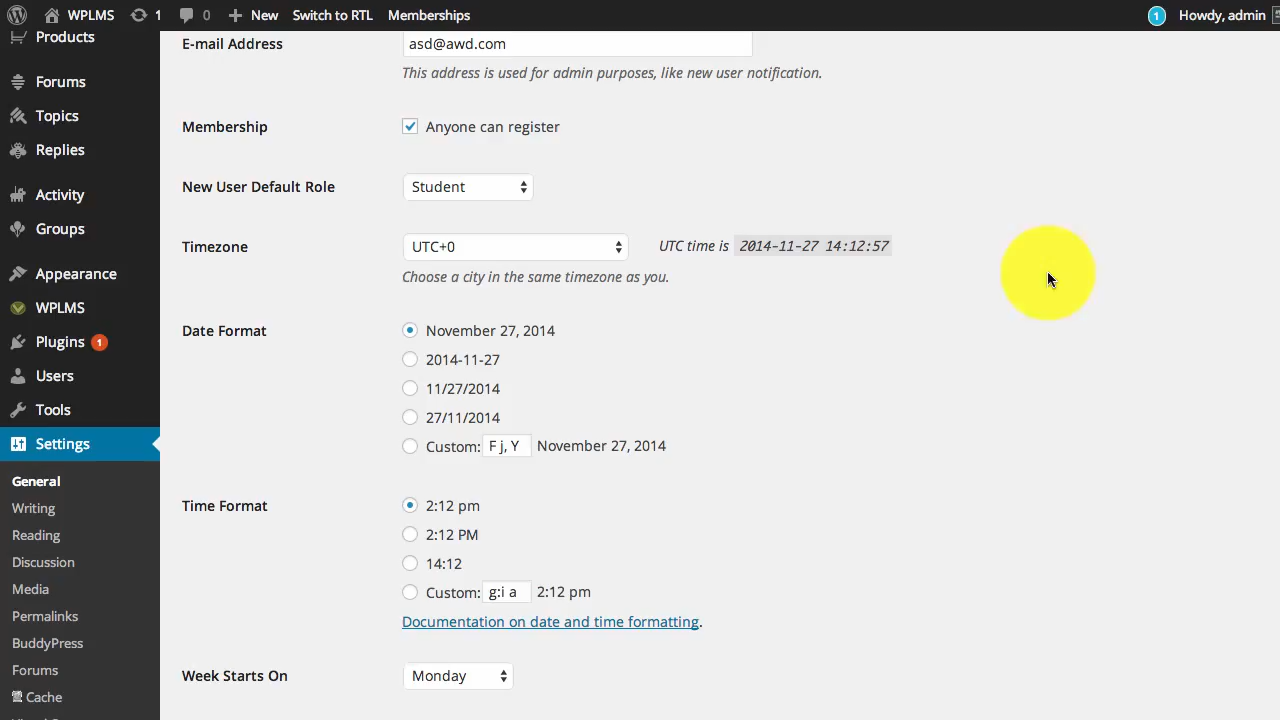 WPLMS 1 0 New Switch to RTL Memberships 1 Howdy, admin
Products
Forums
Topics
Replies
Activity
Groups
Appearance
WPLMS
Plugins 1
Users
Tools
Settings
General
Writing
Reading
Discussion
Media
Permalinks
BuddyPress
Forums
Cache
E-mail Address asd@awd.com
This address is used for admin purposes, like new user notification.
Membership Anyone can register
New User Default Role Student
Timezone UTC+0 UTC time is 2014-11-27 14:12:57
Choose a city in the same timezone as you.
Date Format November 27, 2014
2014-11-27
11/27/2014
27/11/2014
Custom: F j, Y November 27, 2014
Time Format 2:12 pm
2:12 PM
14:12
Custom: g:i a 2:12 pm
Documentation on date and time formatting.
Week Starts On Monday